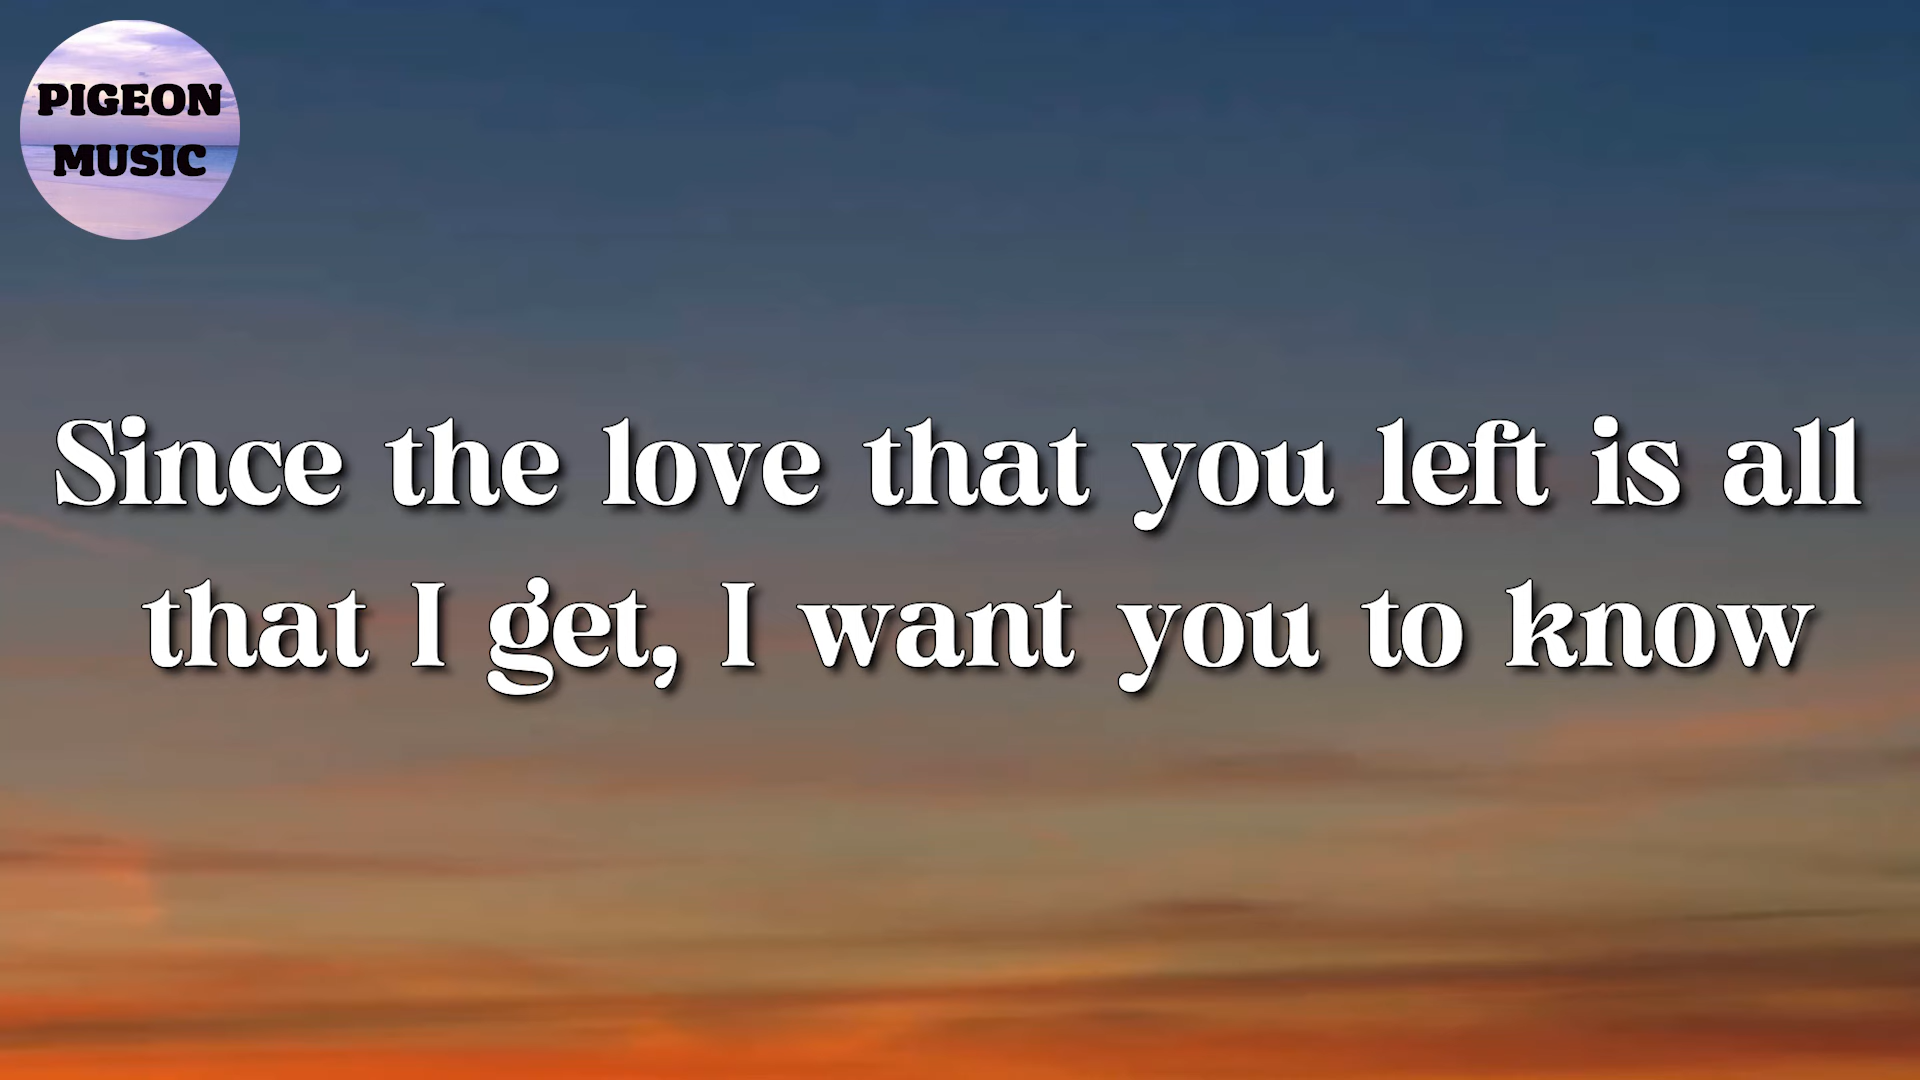 PIGEON
MUSIC
Since the love that you left is all
that I get, I want you to know